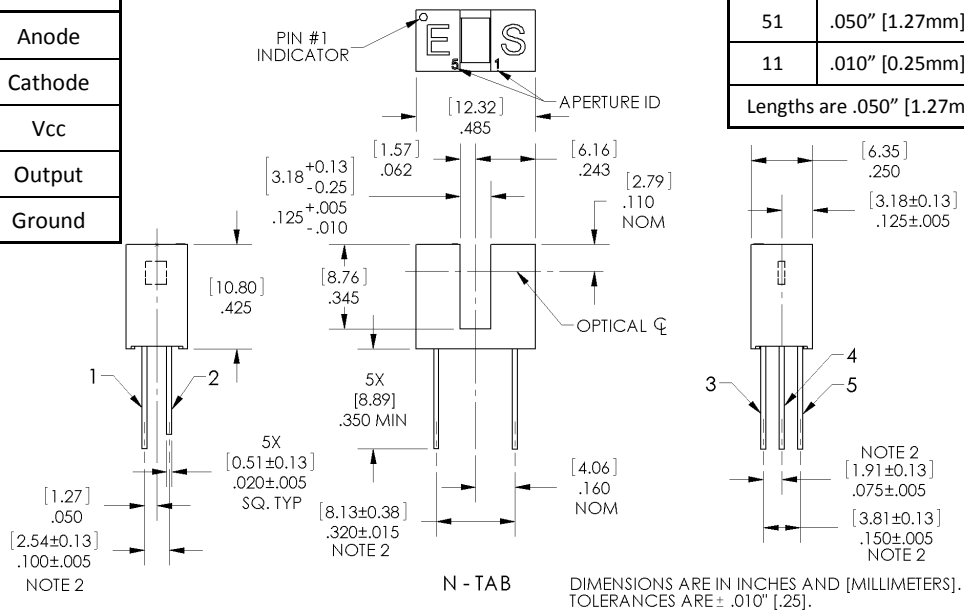 Anode
Cathode
Vcc
Output
Ground
51 .050” [1.27mm]
11 .010” [0.25mm]
Lengths are .050” [1.27m
PIN #1
INDICATOR
E S
5 1
APERTURE ID
[12.32]
.485
[1.57]
.062
[6.16]
.243
[3.18 +0.13 -0.25]
.125 +.005 -.010
[2.79]
.110
NOM
[6.35]
.250
[3.18±0.13]
.125±.005
[10.80]
.425
[8.76]
.345
OPTICAL ℄
1
2
5X
[8.89]
.350 MIN
3
4
5
5X
[0.51±0.13]
.020±.005
SQ. TYP
[1.27]
.050
[2.54±0.13]
.100±.005
NOTE 2
[8.13±0.38]
.320±.015
NOTE 2
[4.06]
.160
NOM
NOTE 2
[1.91±0.13]
.075±.005
[3.81±0.13]
.150±.005
NOTE 2
N - TAB
DIMENSIONS ARE IN INCHES AND [MILLIMETERS].
TOLERANCES ARE ± .010" [.25].